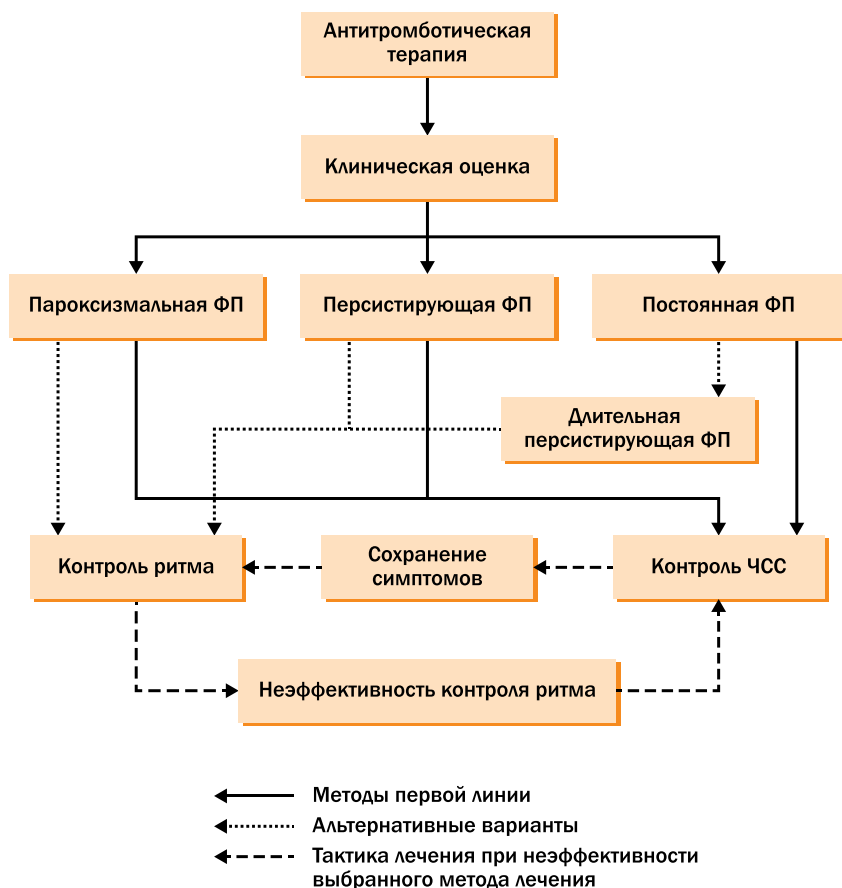 Антитромботическая
терапия
Клиническая оценка
Пароксизмальная ФП
Персистирующая ФП
Постоянная ФП
Длительная
персистирующая ФП
Контроль ритма
Сохранение
симптомов
Контроль ЧСС
Неэффективность контроля ритма
Методы первой линии
Альтернативные варианты
Тактика лечения при неэффективности
выбранного метода лечения